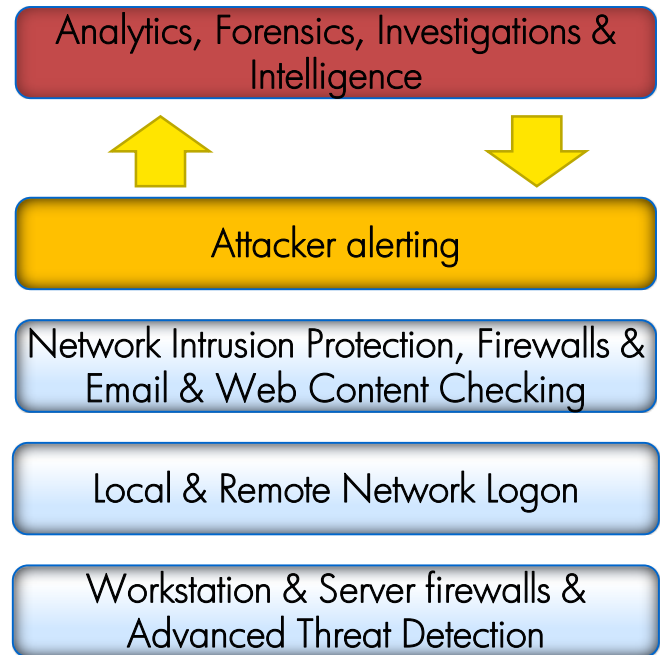 Analytics, Forensics, Investigations &
Intelligence
Attacker alerting
Network Intrusion Protection, Firewalls &
Email & Web Content Checking
Local & Remote Network Logon
Workstation & Server firewalls &
Advanced Threat Detection